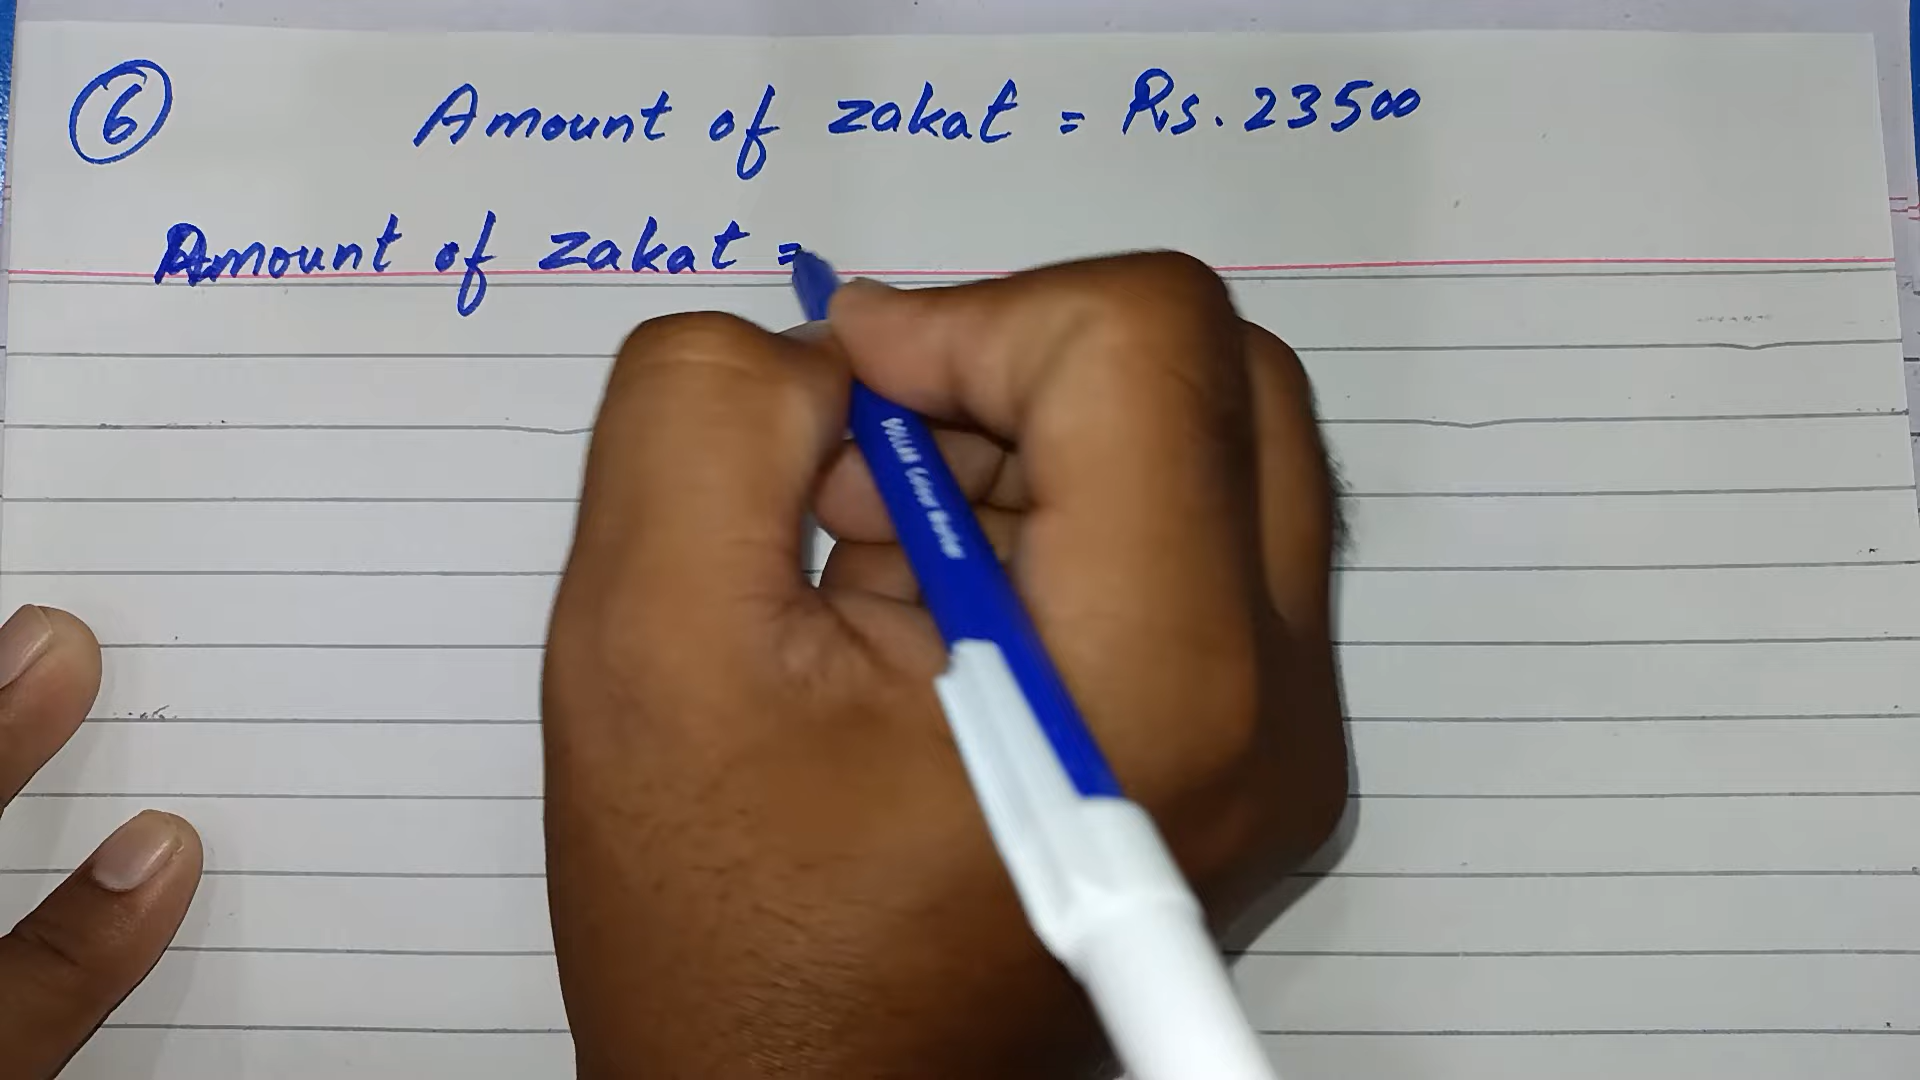 6 Amount of zakat = Rs. 23500
Amount of zakat =